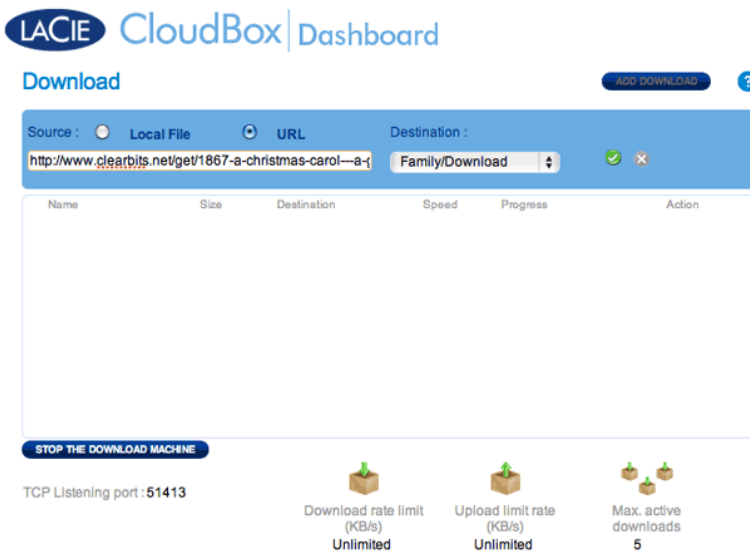 LACIE CloudBox Dashboard
Download
ADD DOWNLOAD ?
Source : Local File URL Destination :
http://www.clearbits.net/get/1867-a-christmas-carol---a-g Family/Download
Name Size Destination Speed Progress Action
STOP THE DOWNLOAD MACHINE
TCP Listening port : 51413
Download rate limit Upload limit rate Max. active
(KB/s) (KB/s) downloads
Unlimited Unlimited 5